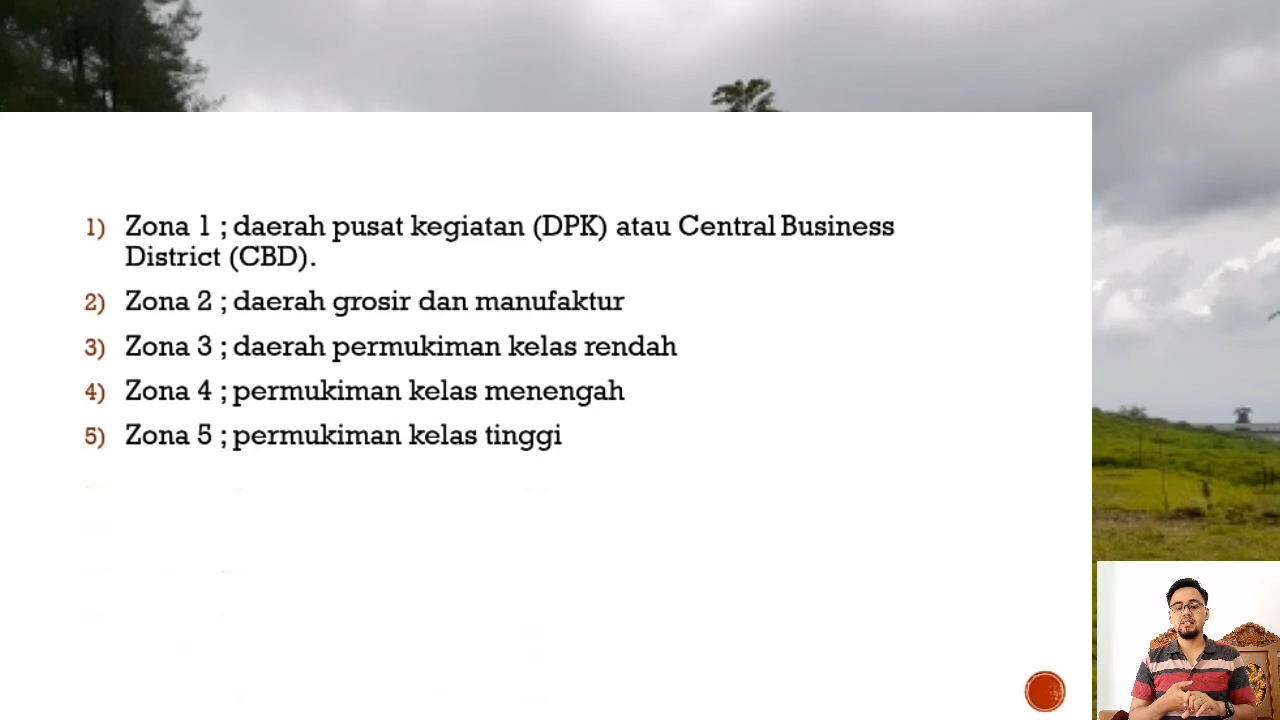 1) Zona 1 ; daerah pusat kegiatan (DPK) atau Central Business
District (CBD).
2) Zona 2 ; daerah grosir dan manufaktur
3) Zona 3 ; daerah permukiman kelas rendah
4) Zona 4 ; permukiman kelas menengah
5) Zona 5 ; permukiman kelas tinggi